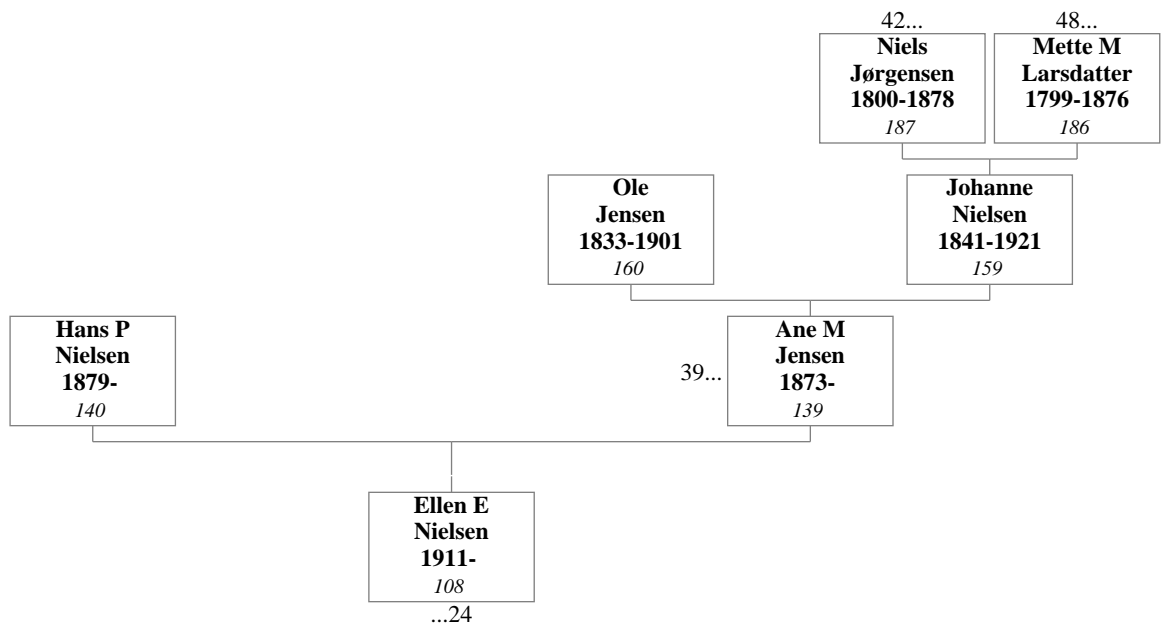 42...
Niels
Jørgensen
1800-1878
187
48...
Mette M
Larsdatter
1799-1876
186
Ole
Jensen
1833-1901
160
Johanne
Nielsen
1841-1921
159
Hans P
Nielsen
1879-
140
39...
Ane M
Jensen
1873-
139
Ellen E
Nielsen
1911-
108
...24